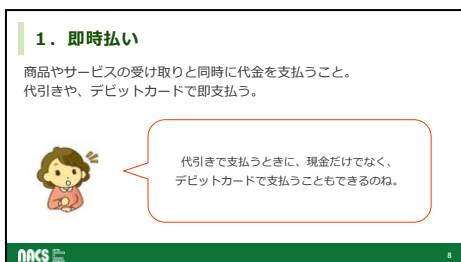 1. 即時払い
商品やサービスの受け取りと同時に代金を支払うこと。
代引きや、デビットカードで即支払う。
代引きで支払うときに、現金だけでなく、
デビットカードで支払うこともできるのね。
NACS
8